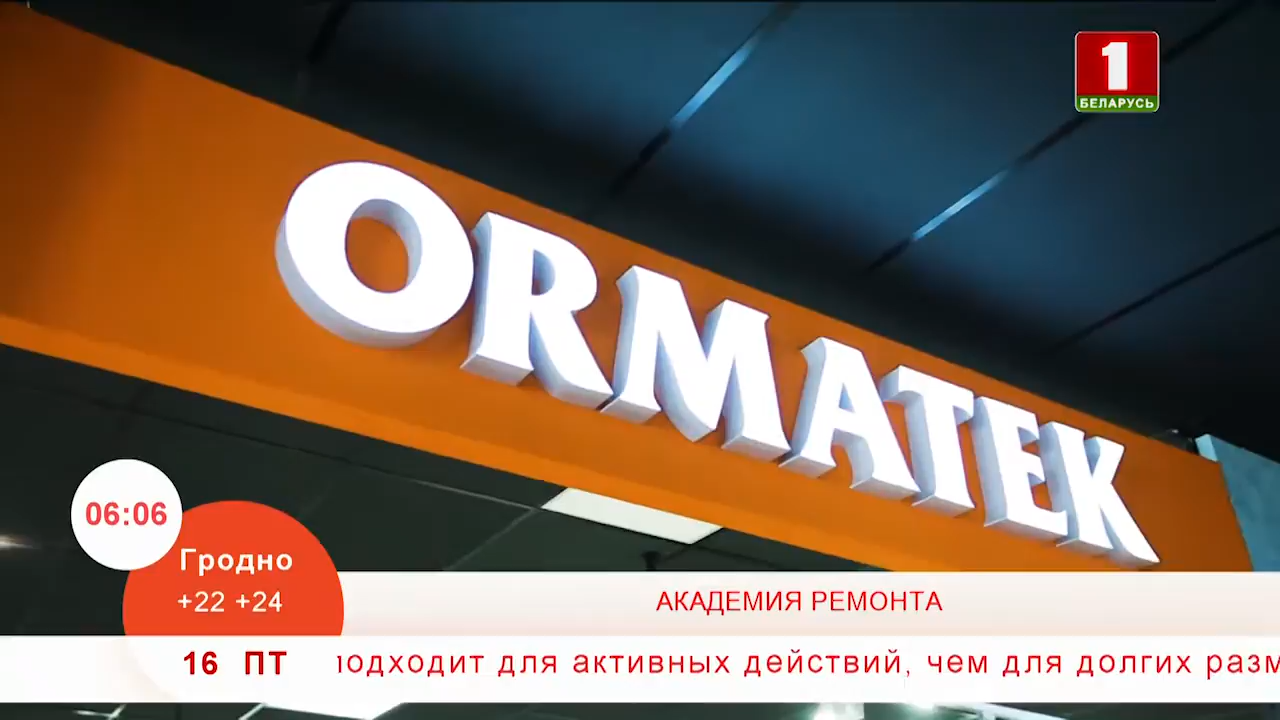 1
БЕЛАРУСЬ
ORMATEK
06:06
Гродно
+22 +24
АКАДЕМИЯ РЕМОНТА
16 ПТ
подходит для активных действий, чем для долгих